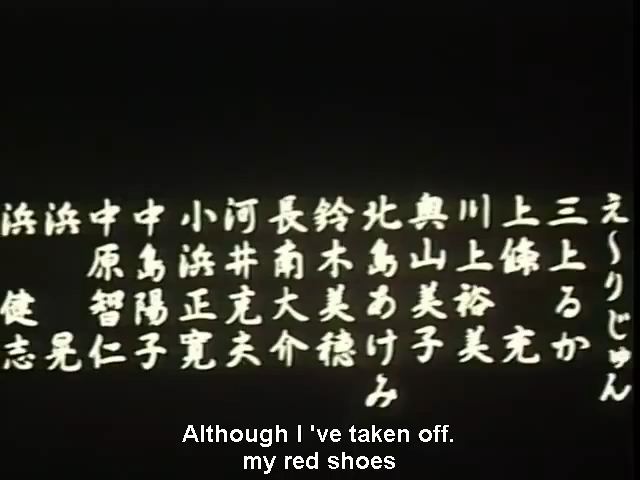 え〜りじゅん
三上るか
上條充
川上裕美
奥山美子
北島あけみ
鈴木美穂
長南大介
河井克夫
小浜正寛
中島陽子
中原智仁
浜晃
浜健志
Although I 've taken off.
my red shoes